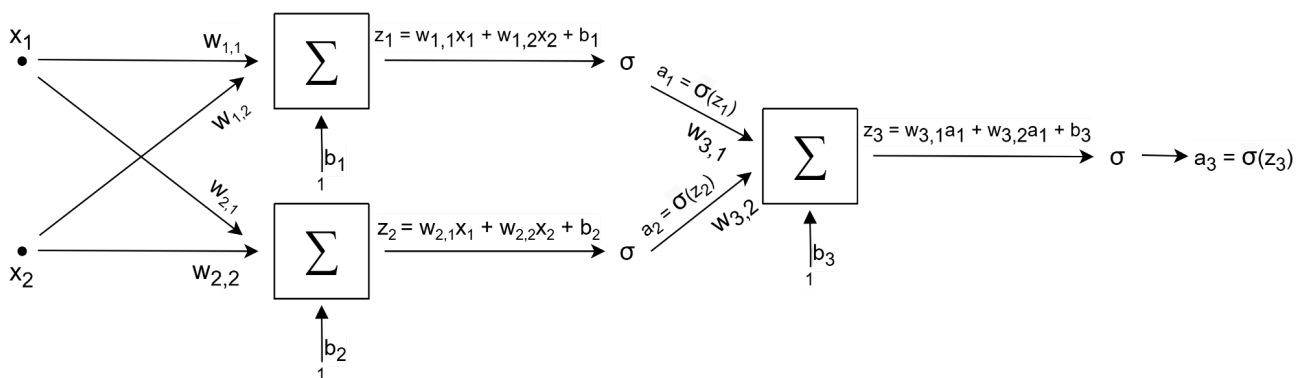 x₁
w₁,₁
∑
z₁ = w₁,₁x₁ + w₁,₂x₂ + b₁
σ
a₁ = σ(z₁)
w₁,₂
b₁
1
w₃,₁
∑
z₃ = w₃,₁a₁ + w₃,₂a₁ + b₃
σ
a₃ = σ(z₃)
w₂,₁
x₂
w₂,₂
∑
z₂ = w₂,₁x₁ + w₂,₂x₂ + b₂
σ
a₂ = σ(z₂)
w₃,₂
b₃
1
b₂
1